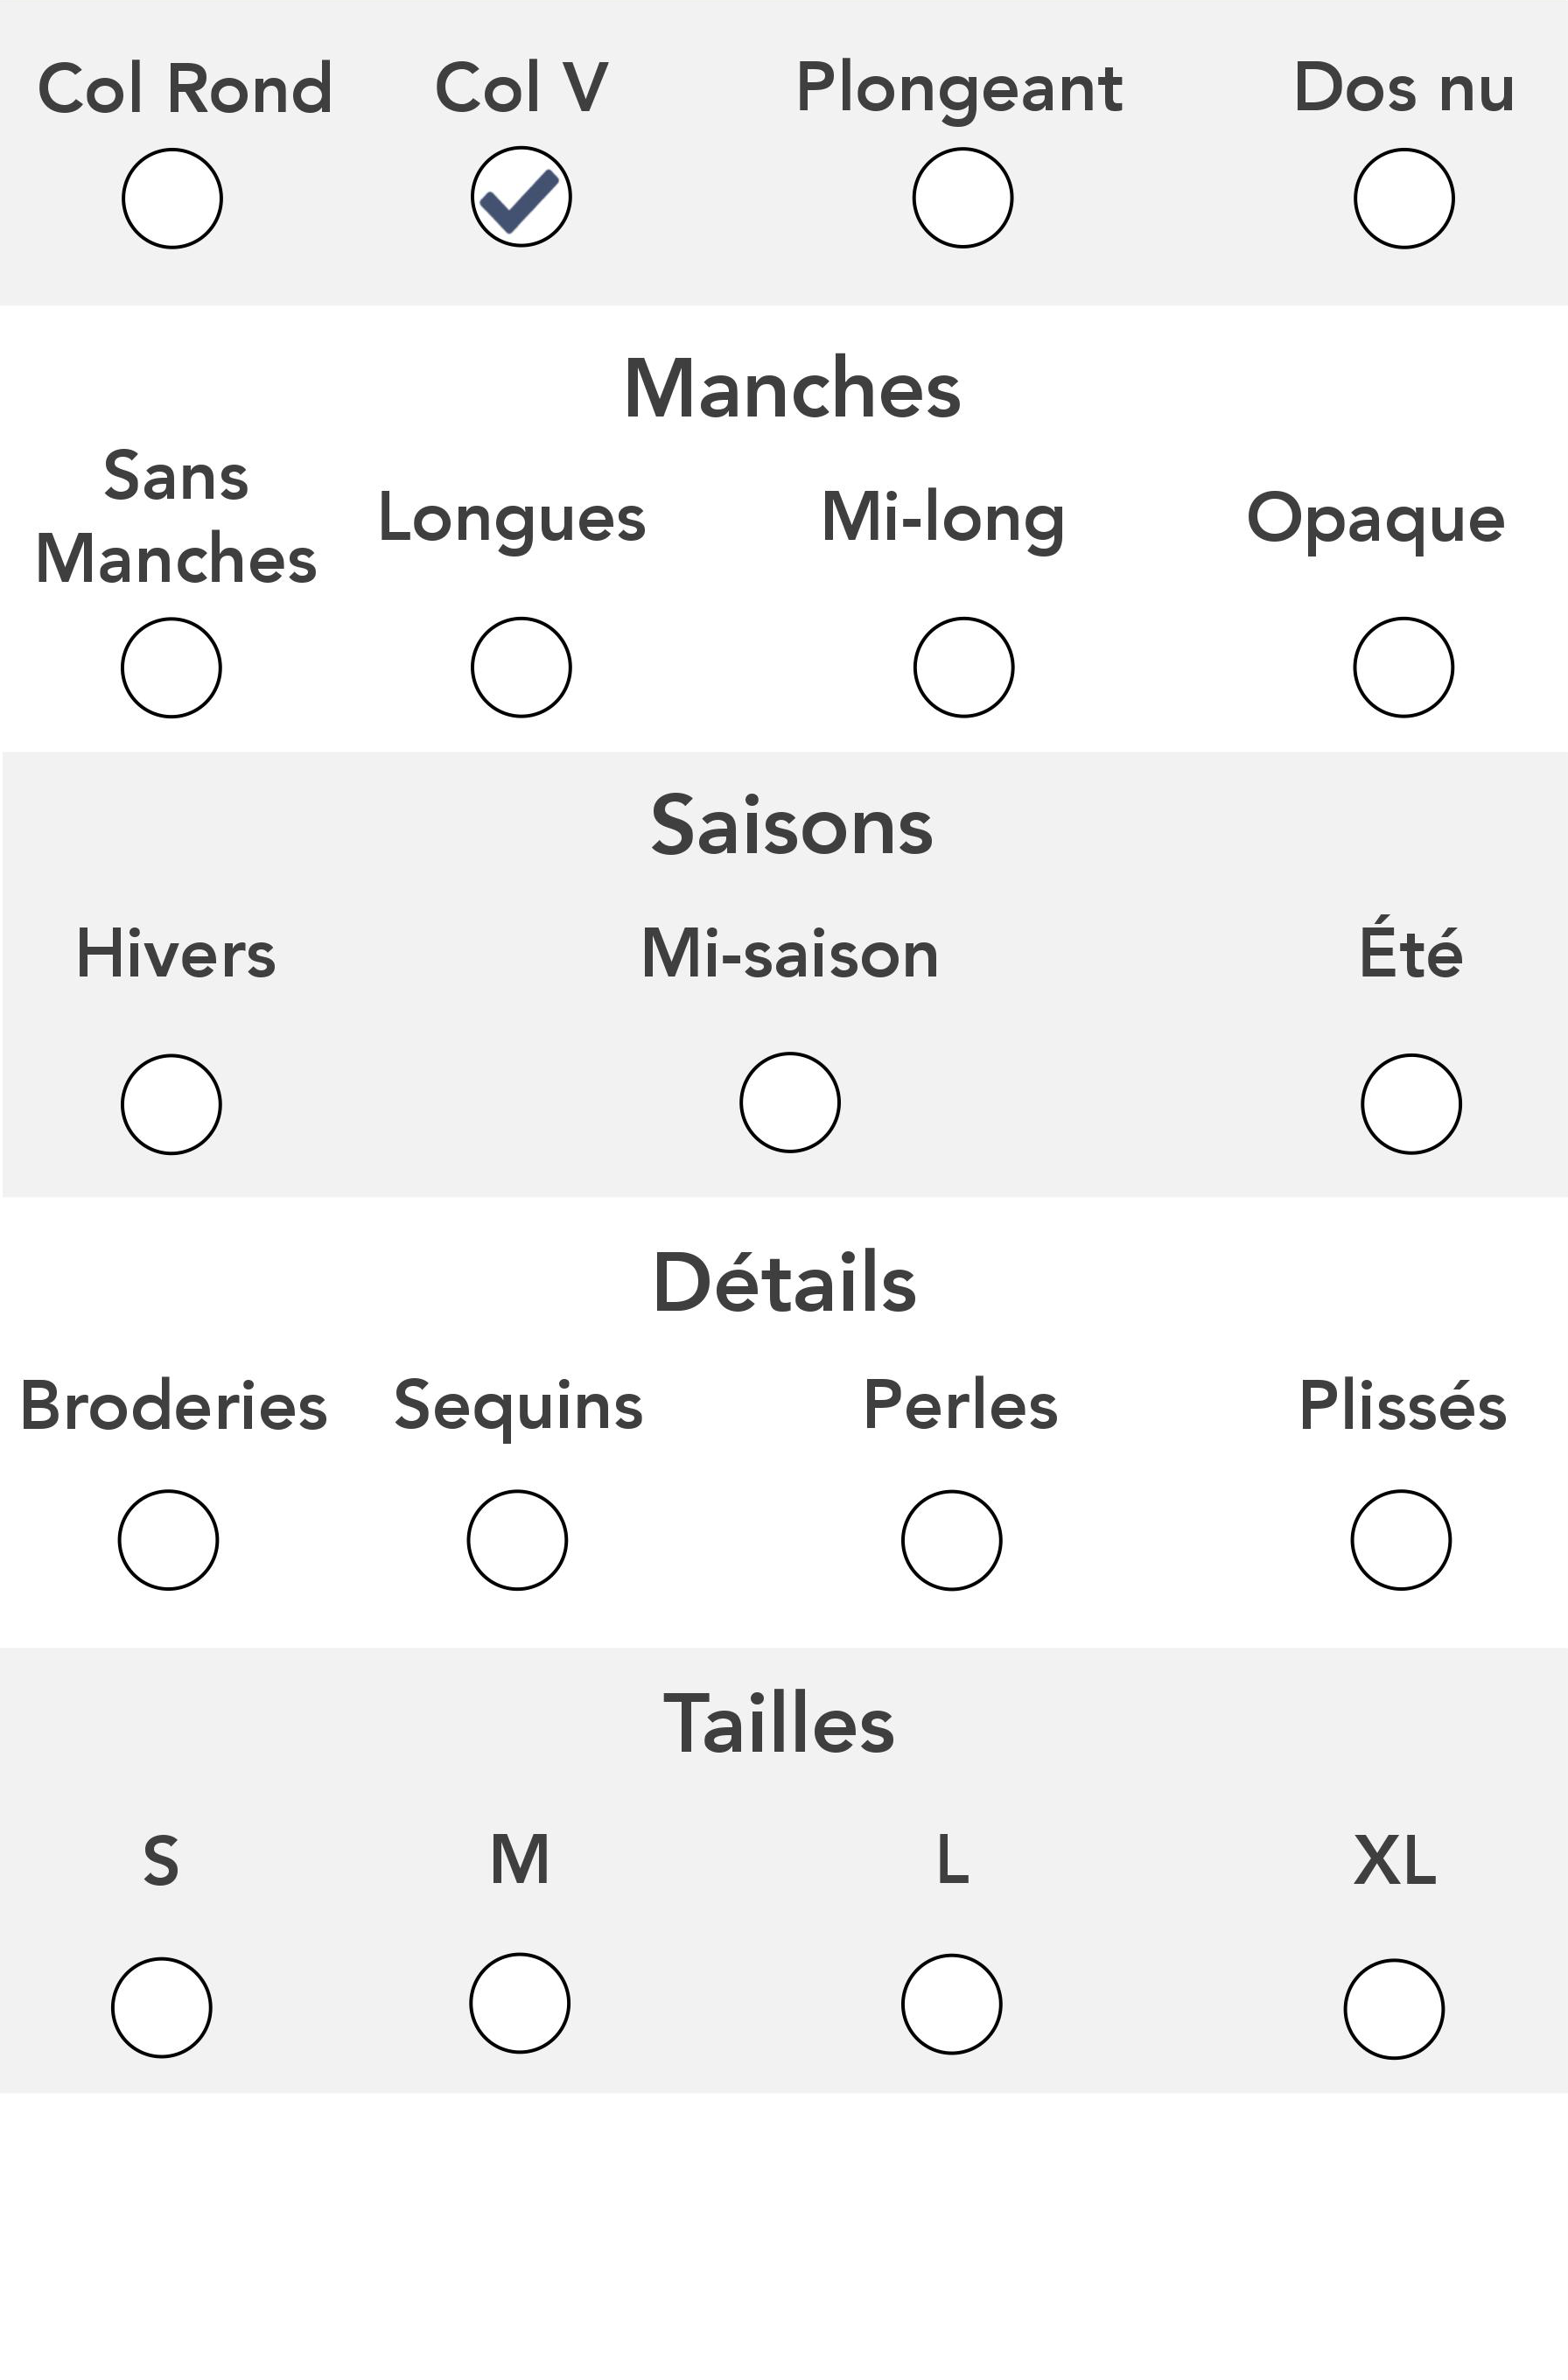 Col Rond Col V Plongeant Dos nu
Manches
Sans
Manches
Longues Mi-long Opaque
Saisons
Hivers Mi-saison Été
Détails
Broderies Sequins Perles Plissés
Tailles
S M L XL